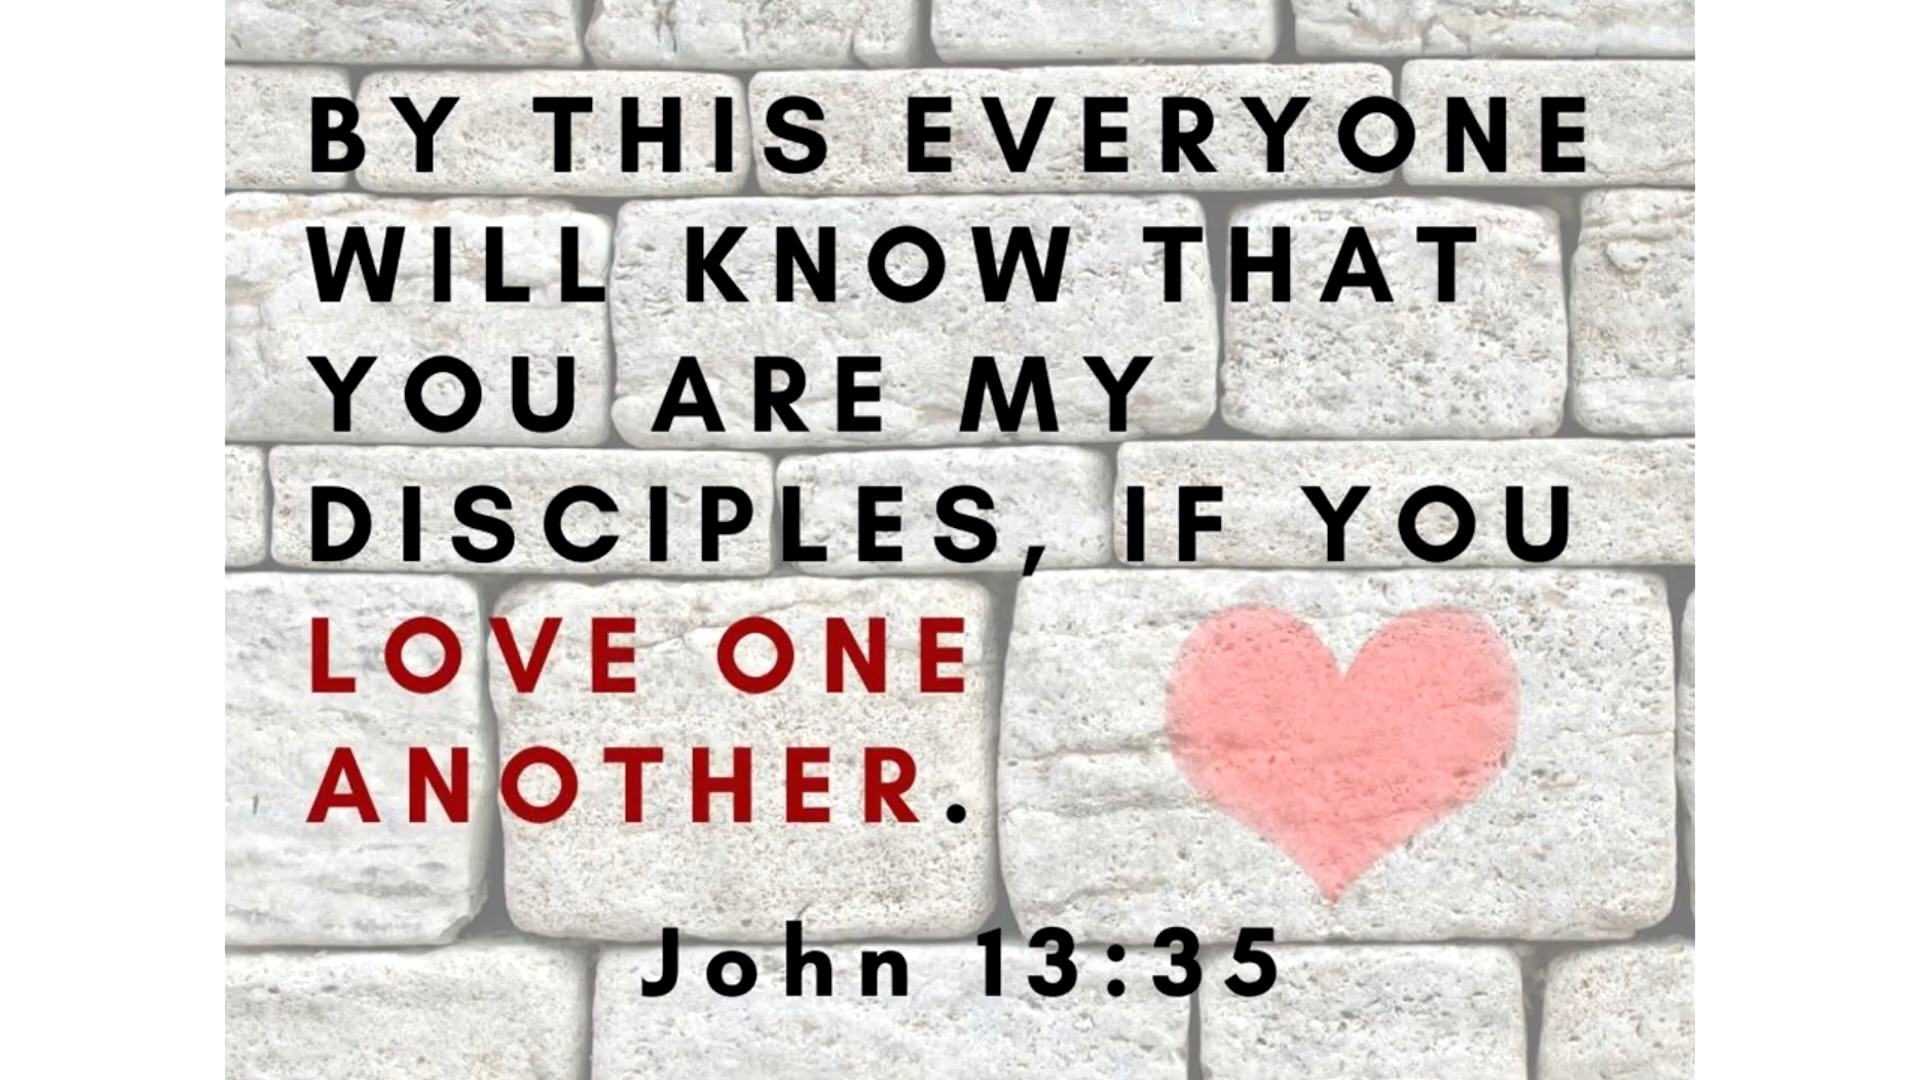 BY THIS EVERYONE
WILL KNOW THAT
YOU ARE MY
DISCIPLES, IF YOU
LOVE ONE
ANOTHER.
John 13:35